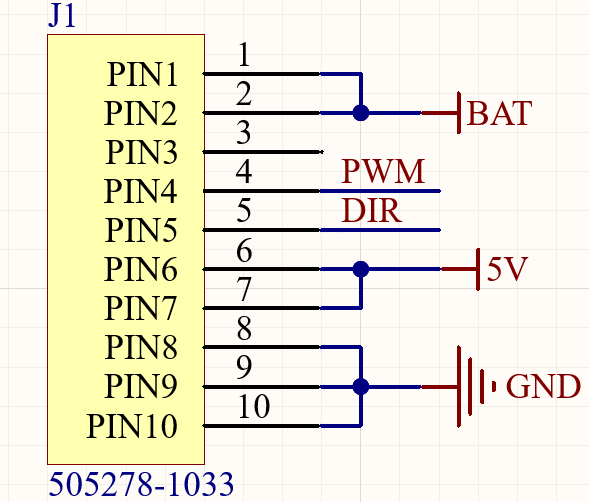 J1
PIN1 1
PIN2 2 BAT
PIN3 3
PIN4 4 PWM
PIN5 5 DIR
PIN6 6 5V
PIN7 7
PIN8 8
PIN9 9 GND
PIN10 10
505278-1033